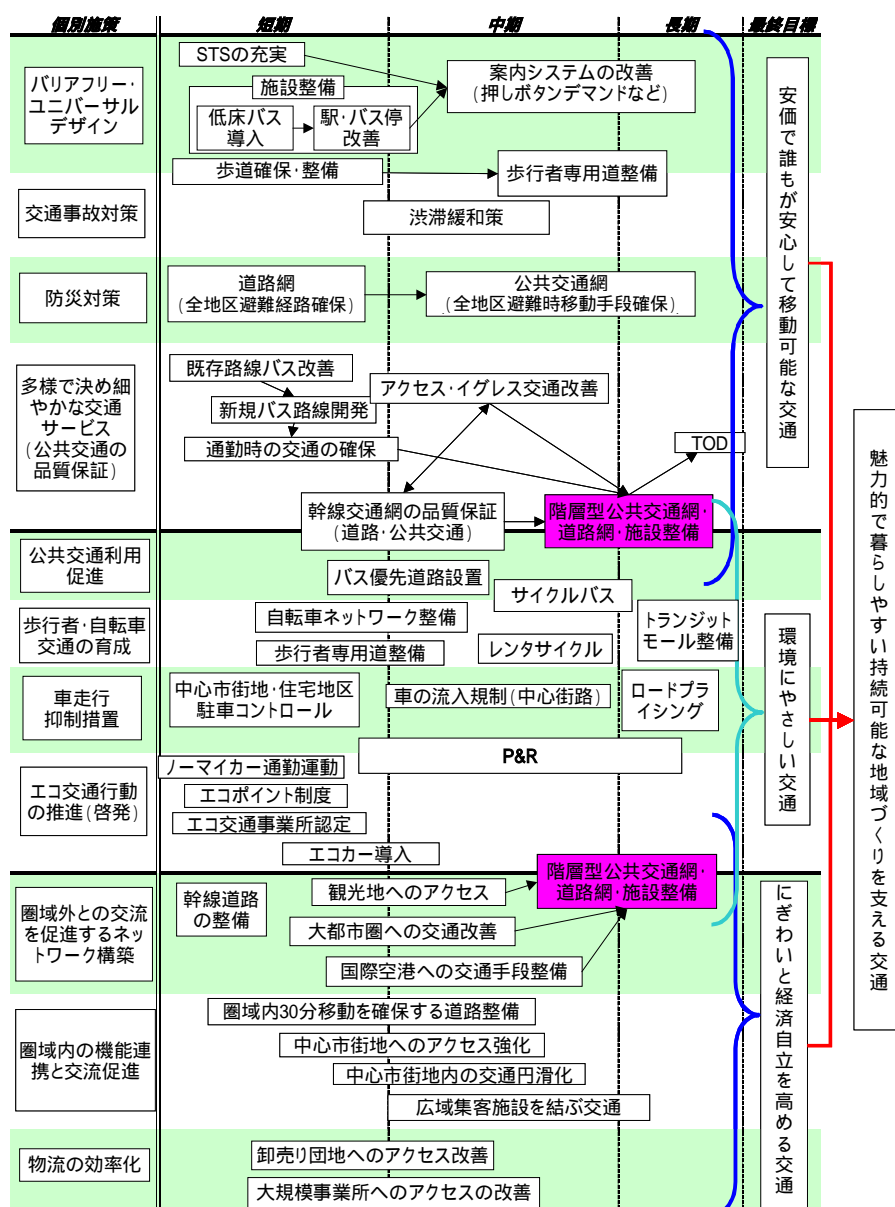 個別施策
短期
中期
長期
最終目標
バリアフリー・
ユニバーサル
デザイン
STSの充実
施設整備
低床バス
導入
駅・バス停
改善
案内システムの改善
(押しボタンデマンドなど)
歩道確保・整備
歩行者専用道整備
交通事故対策
渋滞緩和策
防災対策
道路網
(全地区避難経路確保)
公共交通網
(全地区避難時移動手段確保)
多様で決め細
やかな交通
サービス
(公共交通の
品質保証)
既存路線バス改善
新規バス路線開発
通勤時の交通の確保
アクセス・イグレス交通改善
TOD
幹線交通網の品質保証
(道路・公共交通)
階層型公共交通網・
道路網・施設整備
公共交通利用
促進
バス優先道路設置
サイクルバス
歩行者・自転車
交通の育成
自転車ネットワーク整備
歩行者専用道整備
レンタサイクル
トランジット
モール整備
車走行
抑制措置
中心市街地・住宅地区
駐車コントロール
車の流入規制(中心街路)
ロードプラ
イシング
P&R
エコ交通行動
の推進(啓発)
ノーマイカー通勤運動
エコポイント制度
エコ交通事業所認定
エコカー導入
階層型公共交通網・
道路網・施設整備
圏域外との交流
を促進するネッ
トワーク構築
幹線道路
の整備
観光地へのアクセス
大都市圏への交通改善
国際空港への交通手段整備
圏域内の機能連
携と交流促進
圏域内30分移動を確保する道路整備
中心市街地へのアクセス強化
中心市街地内の交通円滑化
広域集客施設を結ぶ交通
物流の効率化
卸売り団地へのアクセス改善
大規模事業所へのアクセスの改善
安価で誰もが安心して移動可能な交通
環境にやさしい交通
にぎわいと経済自立を高める交通
魅力的で暮らしやすい持続可能な地域づくりを支える交通